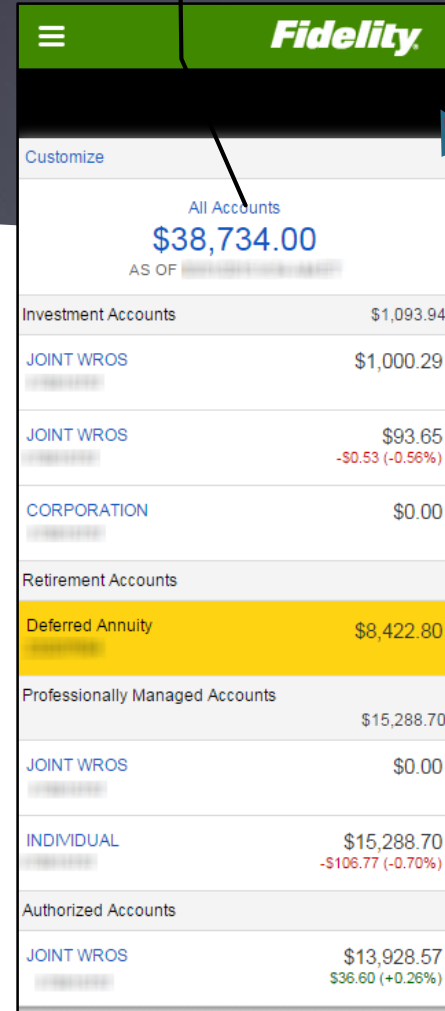 Fidelity
Customize
All Accounts
$38,734.00
AS OF
Investment Accounts $1,093.94
JOINT WROS $1,000.29
JOINT WROS $93.65
-$0.53 (-0.56%)
CORPORATION $0.00
Retirement Accounts
Deferred Annuity $8,422.80
Professionally Managed Accounts
$15,288.70
JOINT WROS $0.00
INDIVIDUAL $15,288.70
-$106.77 (-0.70%)
Authorized Accounts
JOINT WROS $13,928.57
$36.60 (+0.26%)